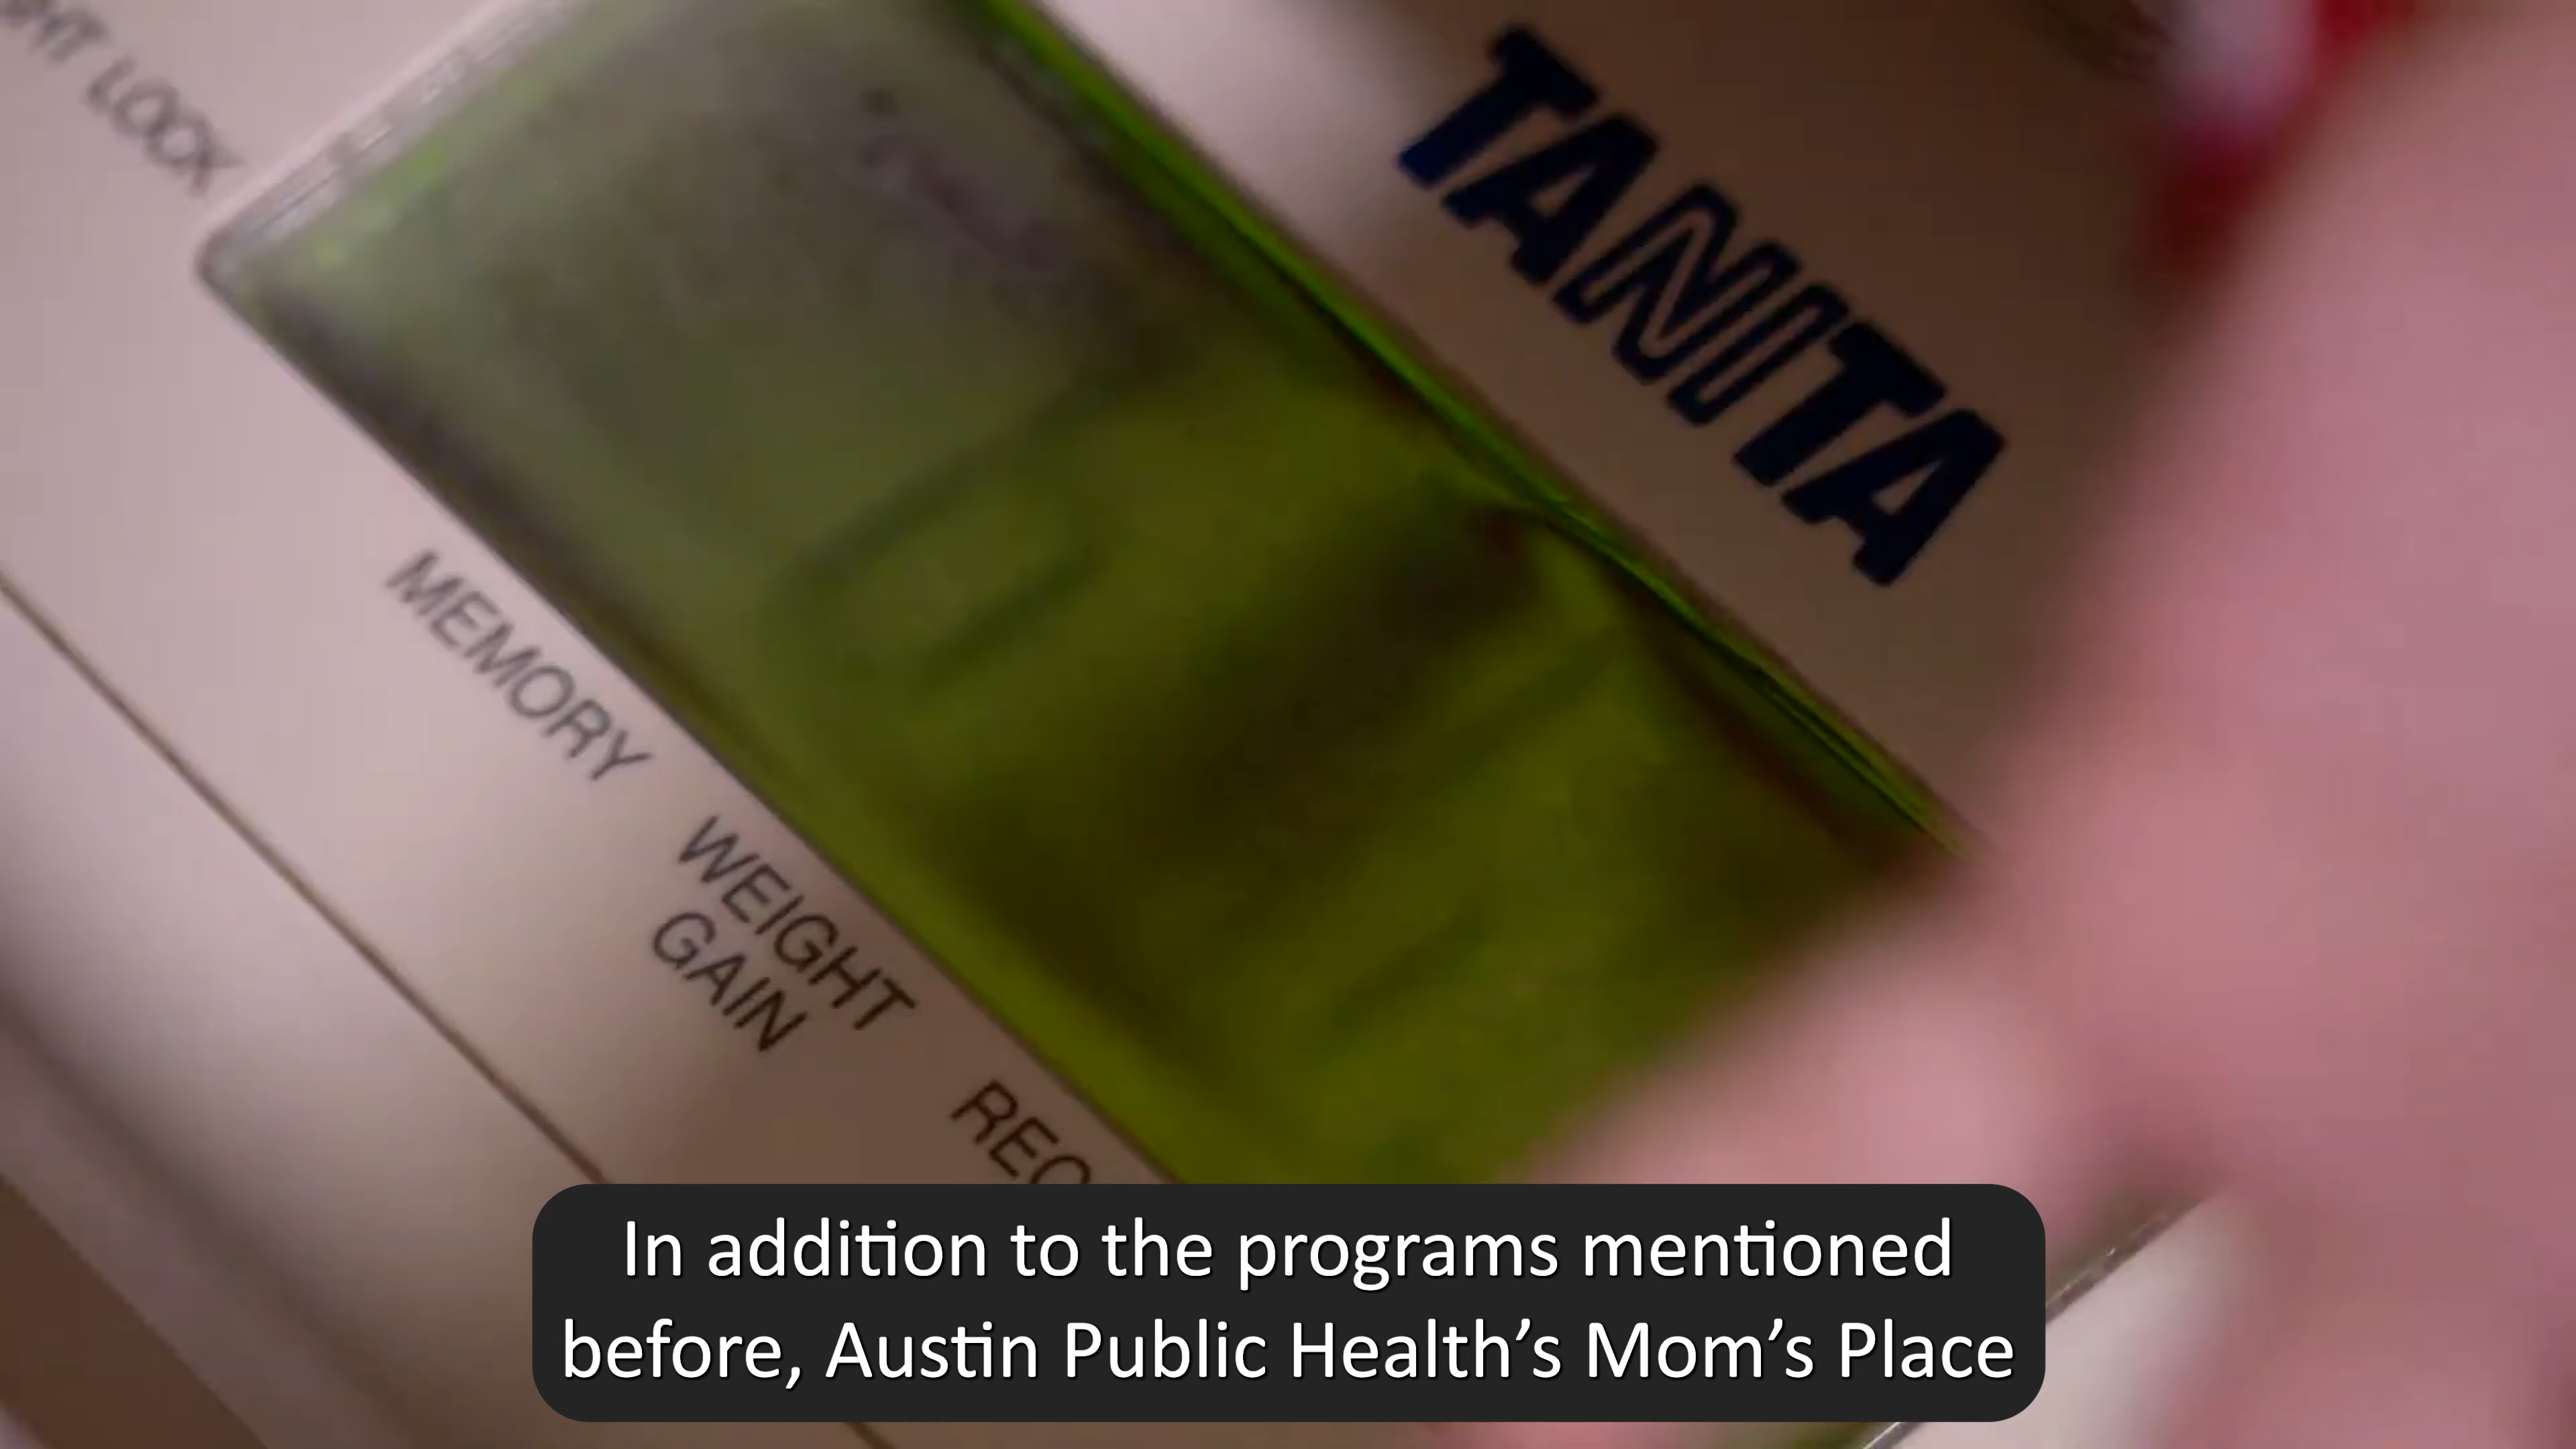 TANITA
MEMORY
WEIGHT
GAIN
In addition to the programs mentioned
before, Austin Public Health's Mom's Place